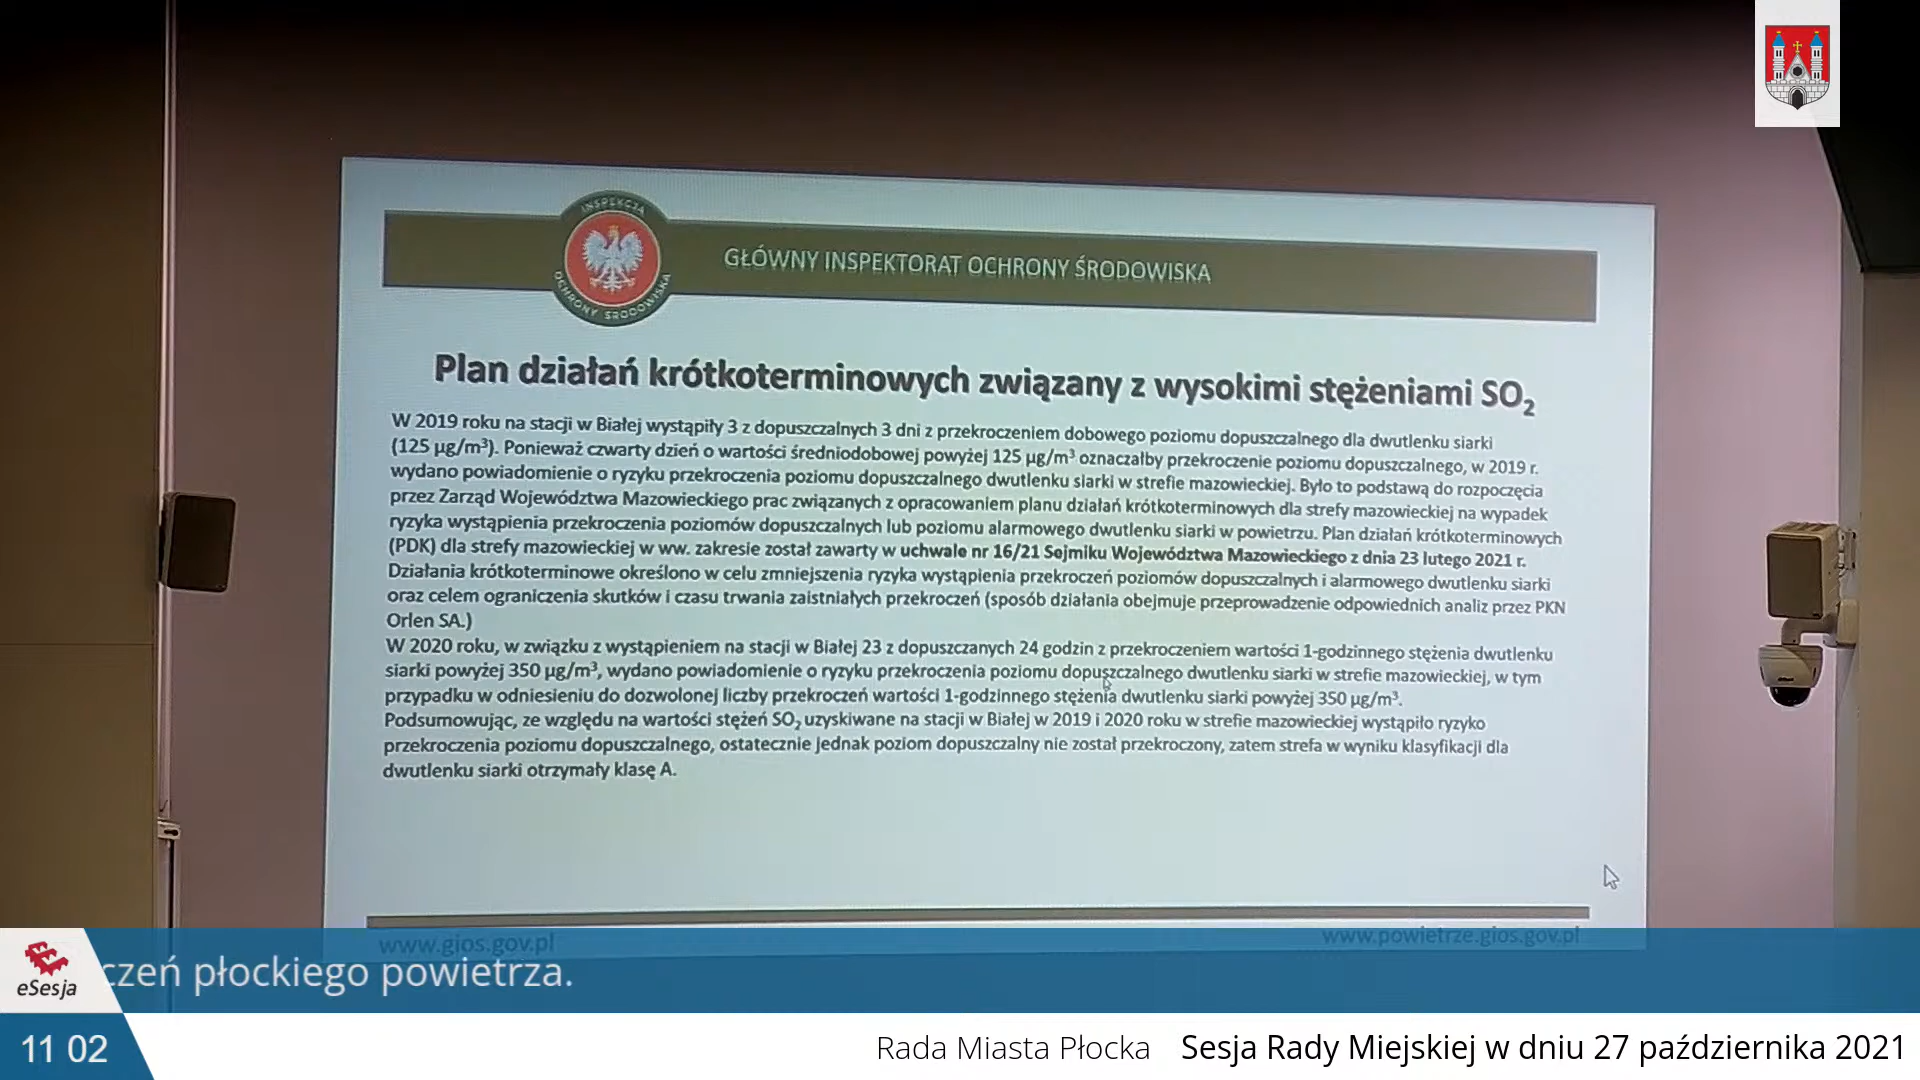 INSPEKCJA
OCHRONY ŚRODOWISKA
GŁÓWNY INSPEKTORAT OCHRONY ŚRODOWISKA
Plan działań krótkoterminowych związany z wysokimi stężeniami SO₂
W 2019 roku na stacji w Białej wystąpiły 3 z dopuszczalnych 3 dni z przekroczeniem dobowego poziomu dopuszczalnego dla dwutlenku siarki
(125 µg/m³). Ponieważ czwarty dzień o wartości średniodobowej powyżej 125 µg/m³ oznaczałby przekroczenie poziomu dopuszczalnego, w 2019 r.
wydano powiadomienie o ryzyku przekroczenia poziomu dopuszczalnego dwutlenku siarki w strefie mazowieckiej. Było to podstawą do rozpoczęcia
przez Zarząd Województwa Mazowieckiego prac związanych z opracowaniem planu działań krótkoterminowych dla strefy mazowieckiej na wypadek
ryzyka wystąpienia przekroczenia poziomów dopuszczalnych lub poziomu alarmowego dwutlenku siarki w powietrzu. Plan działań krótkoterminowych
(PDK) dla strefy mazowieckiej w ww. zakresie został zawarty w uchwale nr 16/21 Sejmiku Województwa Mazowieckiego z dnia 23 lutego 2021 r.
Działania krótkoterminowe określono w celu zmniejszenia ryzyka wystąpienia przekroczeń poziomów dopuszczalnych i alarmowego dwutlenku siarki
oraz celem ograniczenia skutków i czasu trwania zaistniałych przekroczeń (sposób działania obejmuje przeprowadzenie odpowiednich analiz przez PKN
Orlen SA.)
W 2020 roku, w związku z wystąpieniem na stacji w Białej 23 z dopuszczanych 24 godzin z przekroczeniem wartości 1-godzinnego stężenia dwutlenku
siarki powyżej 350 µg/m³, wydano powiadomienie o ryzyku przekroczenia poziomu dopuszczalnego dwutlenku siarki w strefie mazowieckiej, w tym
przypadku w odniesieniu do dozwolonej liczby przekroczeń wartości 1-godzinnego stężenia dwutlenku siarki powyżej 350 µg/m³.
Podsumowując, ze względu na wartości stężeń SO₂ uzyskiwane na stacji w Białej w 2019 i 2020 roku w strefie mazowieckiej wystąpiło ryzyko
przekroczenia poziomu dopuszczalnego, ostatecznie jednak poziom dopuszczalny nie został przekroczony, zatem strefa w wyniku klasyfikacji dla
dwutlenku siarki otrzymały klasę A.
www.gios.gov.pl
www.powietrze.gios.gov.pl
eSesja
czeń płockiego powietrza.
11 02
Rada Miasta Płocka Sesja Rady Miejskiej w dniu 27 października 2021